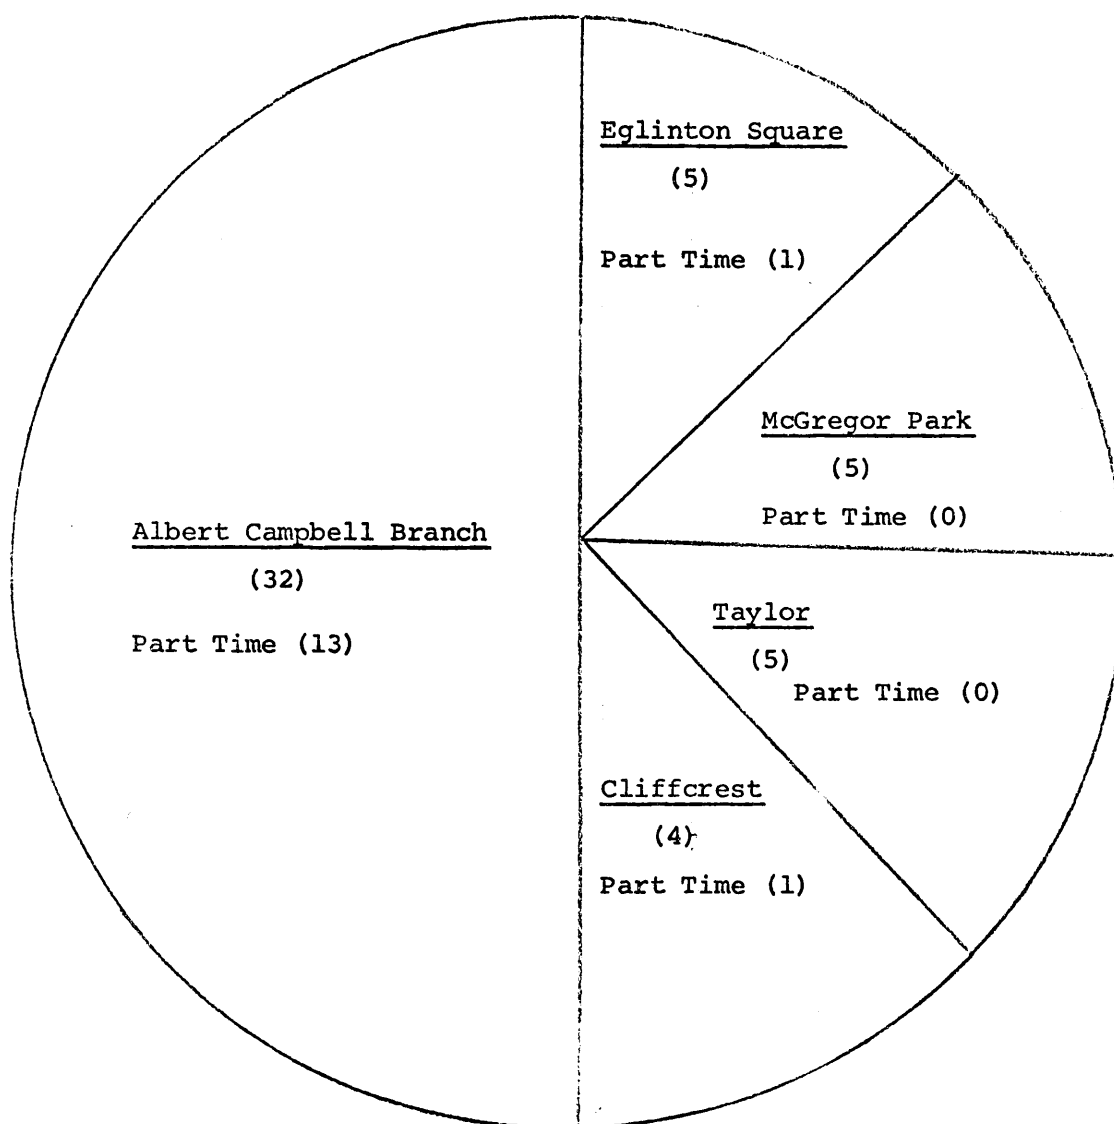 Eglinton Square
(5)
Part Time (1)
McGregor Park
(5)
Part Time (0)
Albert Campbell Branch
(32)
Part Time (13)
Taylor
(5)
Part Time (0)
Cliffcrest
(4)
Part Time (1)